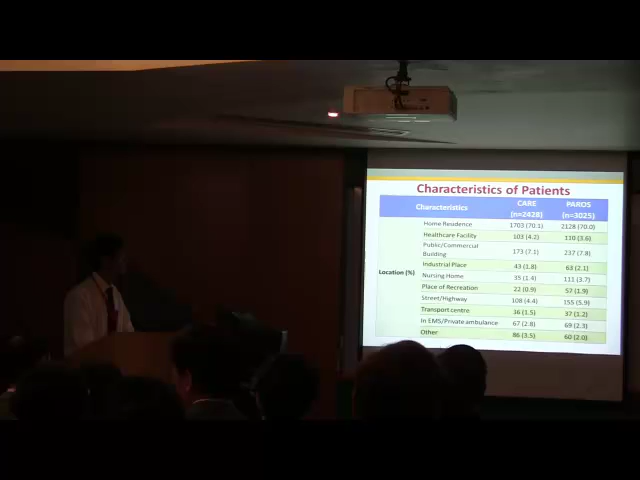 Characteristics of Patients
Characteristics CARE (n=2428) PAROS (n=3025)
Location (%)
Home Residence 1703 (70.1) 2128 (70.0)
Healthcare Facility 103 (4.2) 110 (3.6)
Public/Commercial Building 173 (7.1) 237 (7.8)
Industrial Place 43 (1.8) 63 (2.1)
Nursing Home 35 (1.4) 111 (3.7)
Place of Recreation 22 (0.9) 57 (1.9)
Street/Highway 108 (4.4) 155 (5.9)
Transport centre 36 (1.5) 37 (1.2)
In EMS/Private ambulance 67 (2.8) 69 (2.3)
Other 86 (3.5) 60 (2.0)